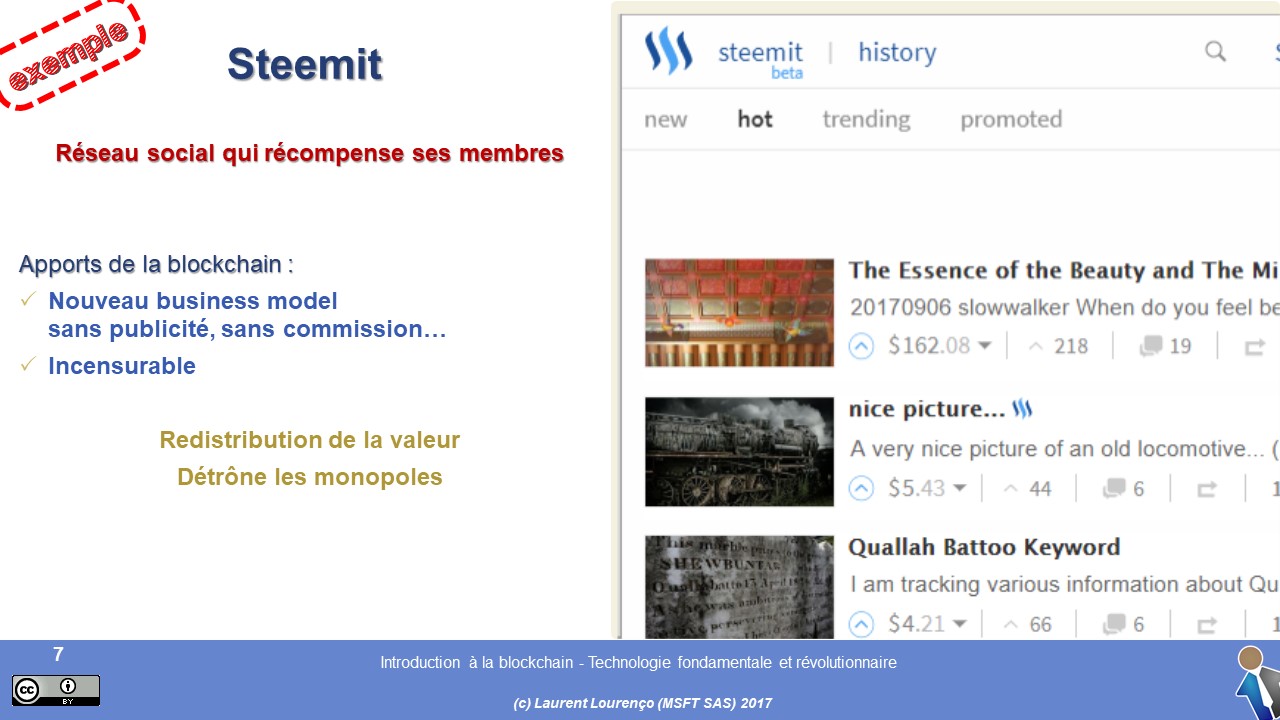 exemple
Steemit
Réseau social qui récompense ses membres
Apports de la blockchain :
✓ Nouveau business model
sans publicité, sans commission…
✓ Incensurable
Redistribution de la valeur
Détrône les monopoles
steemit | history
beta
new hot trending promoted
The Essence of the Beauty and The Mi
20170906 slowwalker When do you feel be
$162.08 218 19
nice picture...
A very nice picture of an old locomotive... (
$5.43 44 6 1
SHEWBUNTAR
Quallah Battoo Keyword
I am tracking various information about Qu
$4.21 66 6 1
7
Introduction à la blockchain - Technologie fondamentale et révolutionnaire
cc BY
(c) Laurent Lourenço (MSFT SAS) 2017